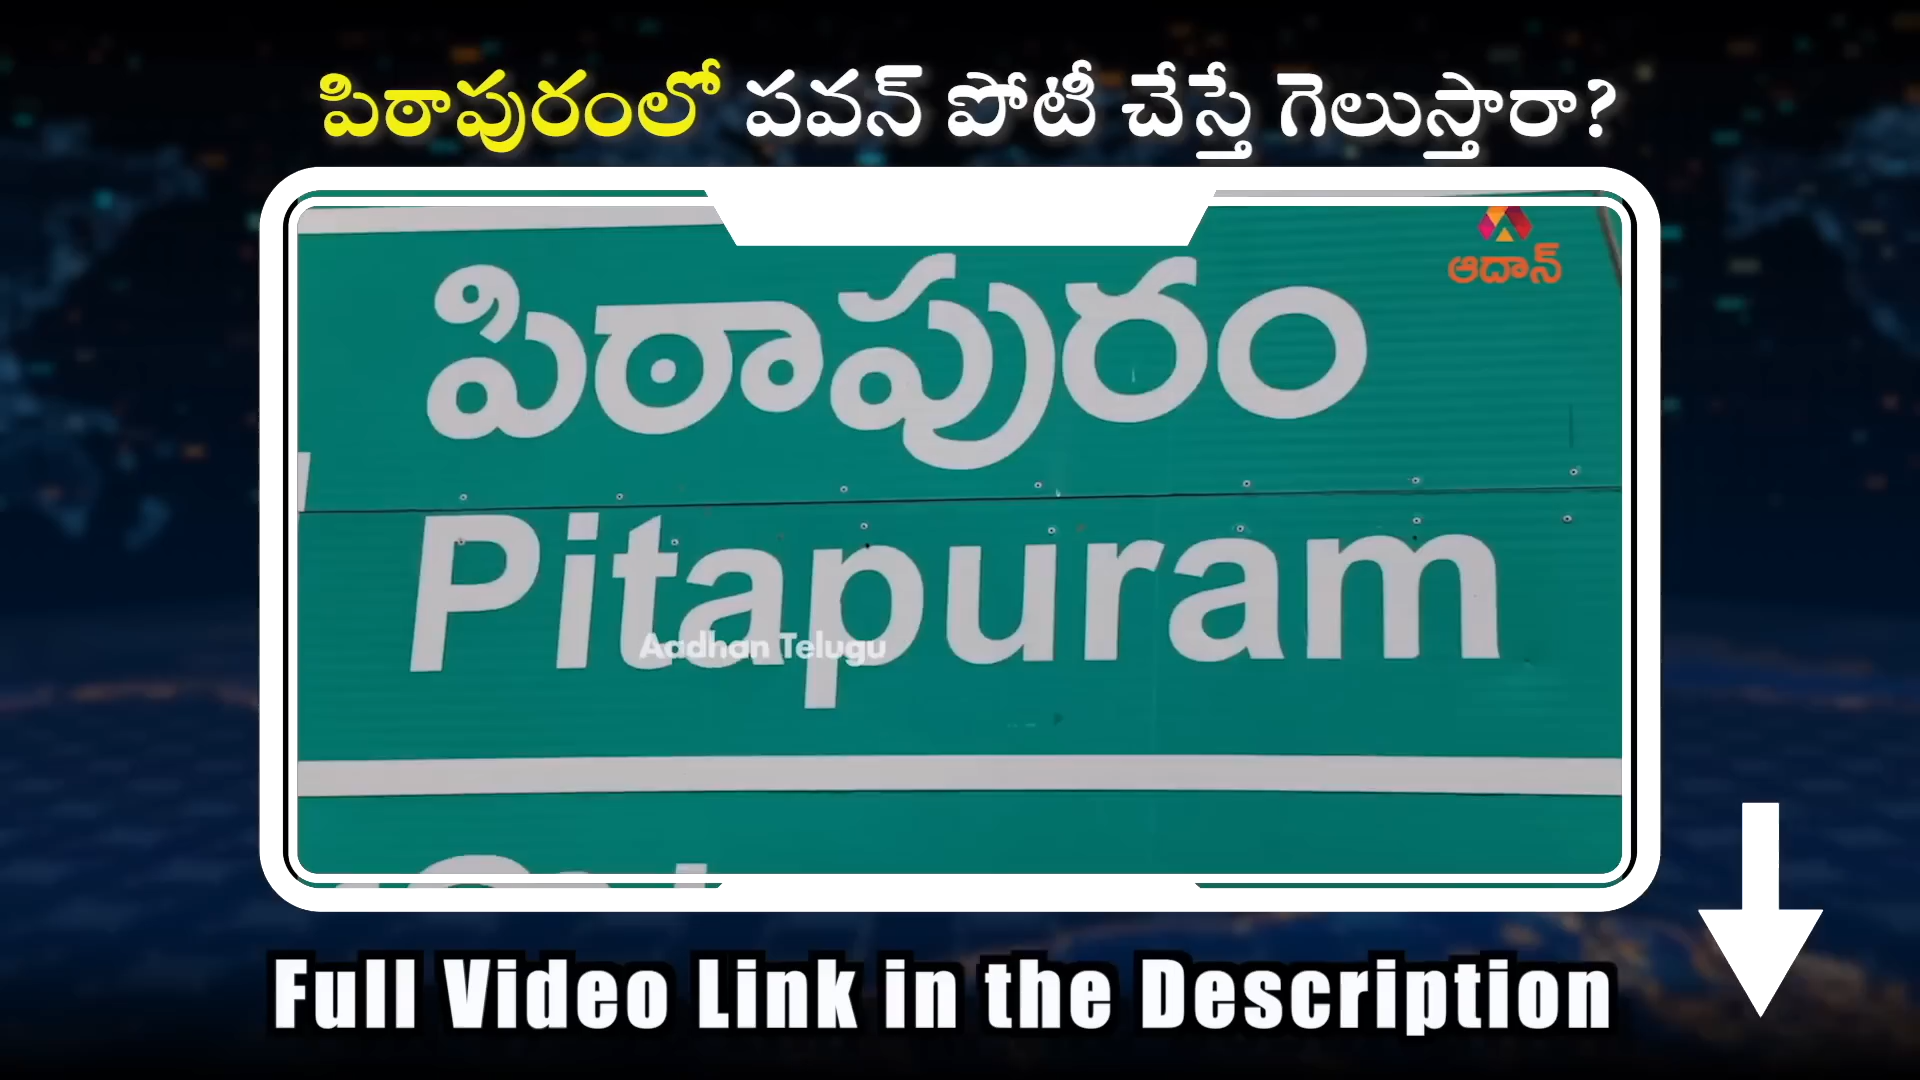 పిఠాపురంలో పవన్ పోటీ చేస్తే గెలుస్తారా?
ఆదాన్
పిఠాపురం
Pitapuram
Aadhan Telugu
Full Video Link in the Description